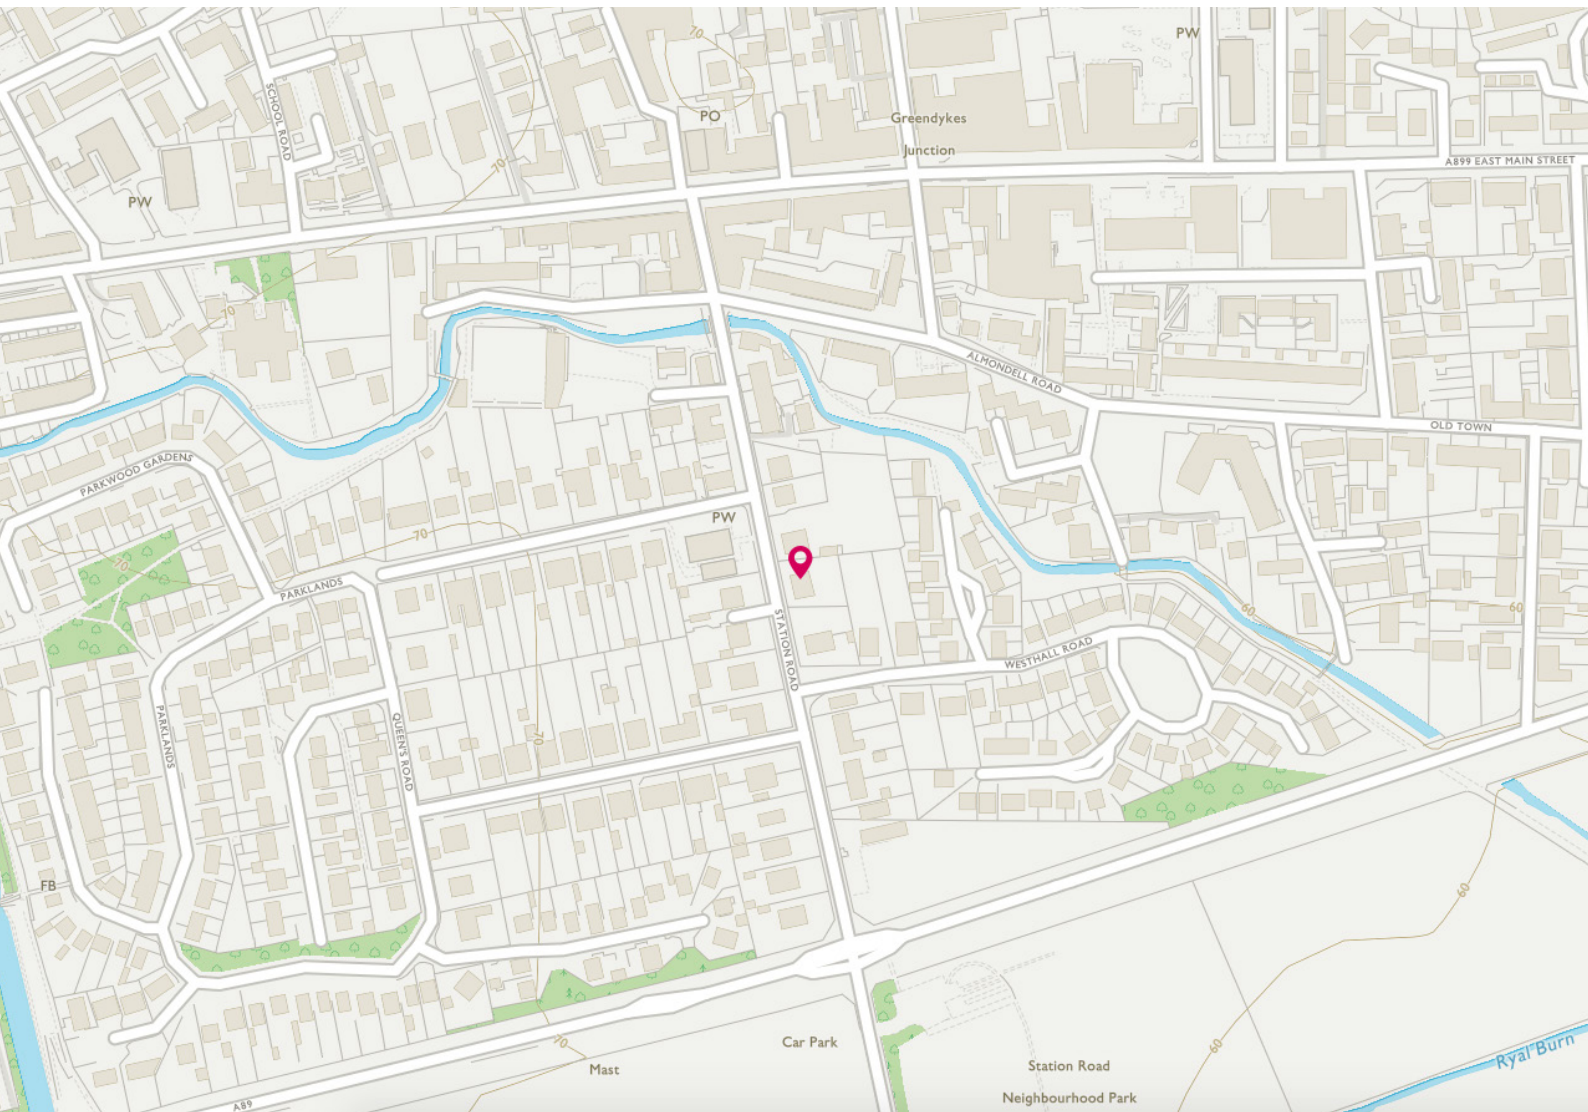 70
PW
PO
Greendykes
Junction
SCHOOL ROAD
A899 EAST MAIN STREET
70
PW
70
ALMONDELL ROAD
OLD TOWN
PARKWOOD GARDENS
PW
70
70
PARKLANDS
60
60
STATION ROAD
WESTHALL ROAD
PARKLANDS
QUEEN'S ROAD
70
FB
60
70
Car Park
Mast
Station Road
Neighbourhood Park
60
Ryal Burn
A89